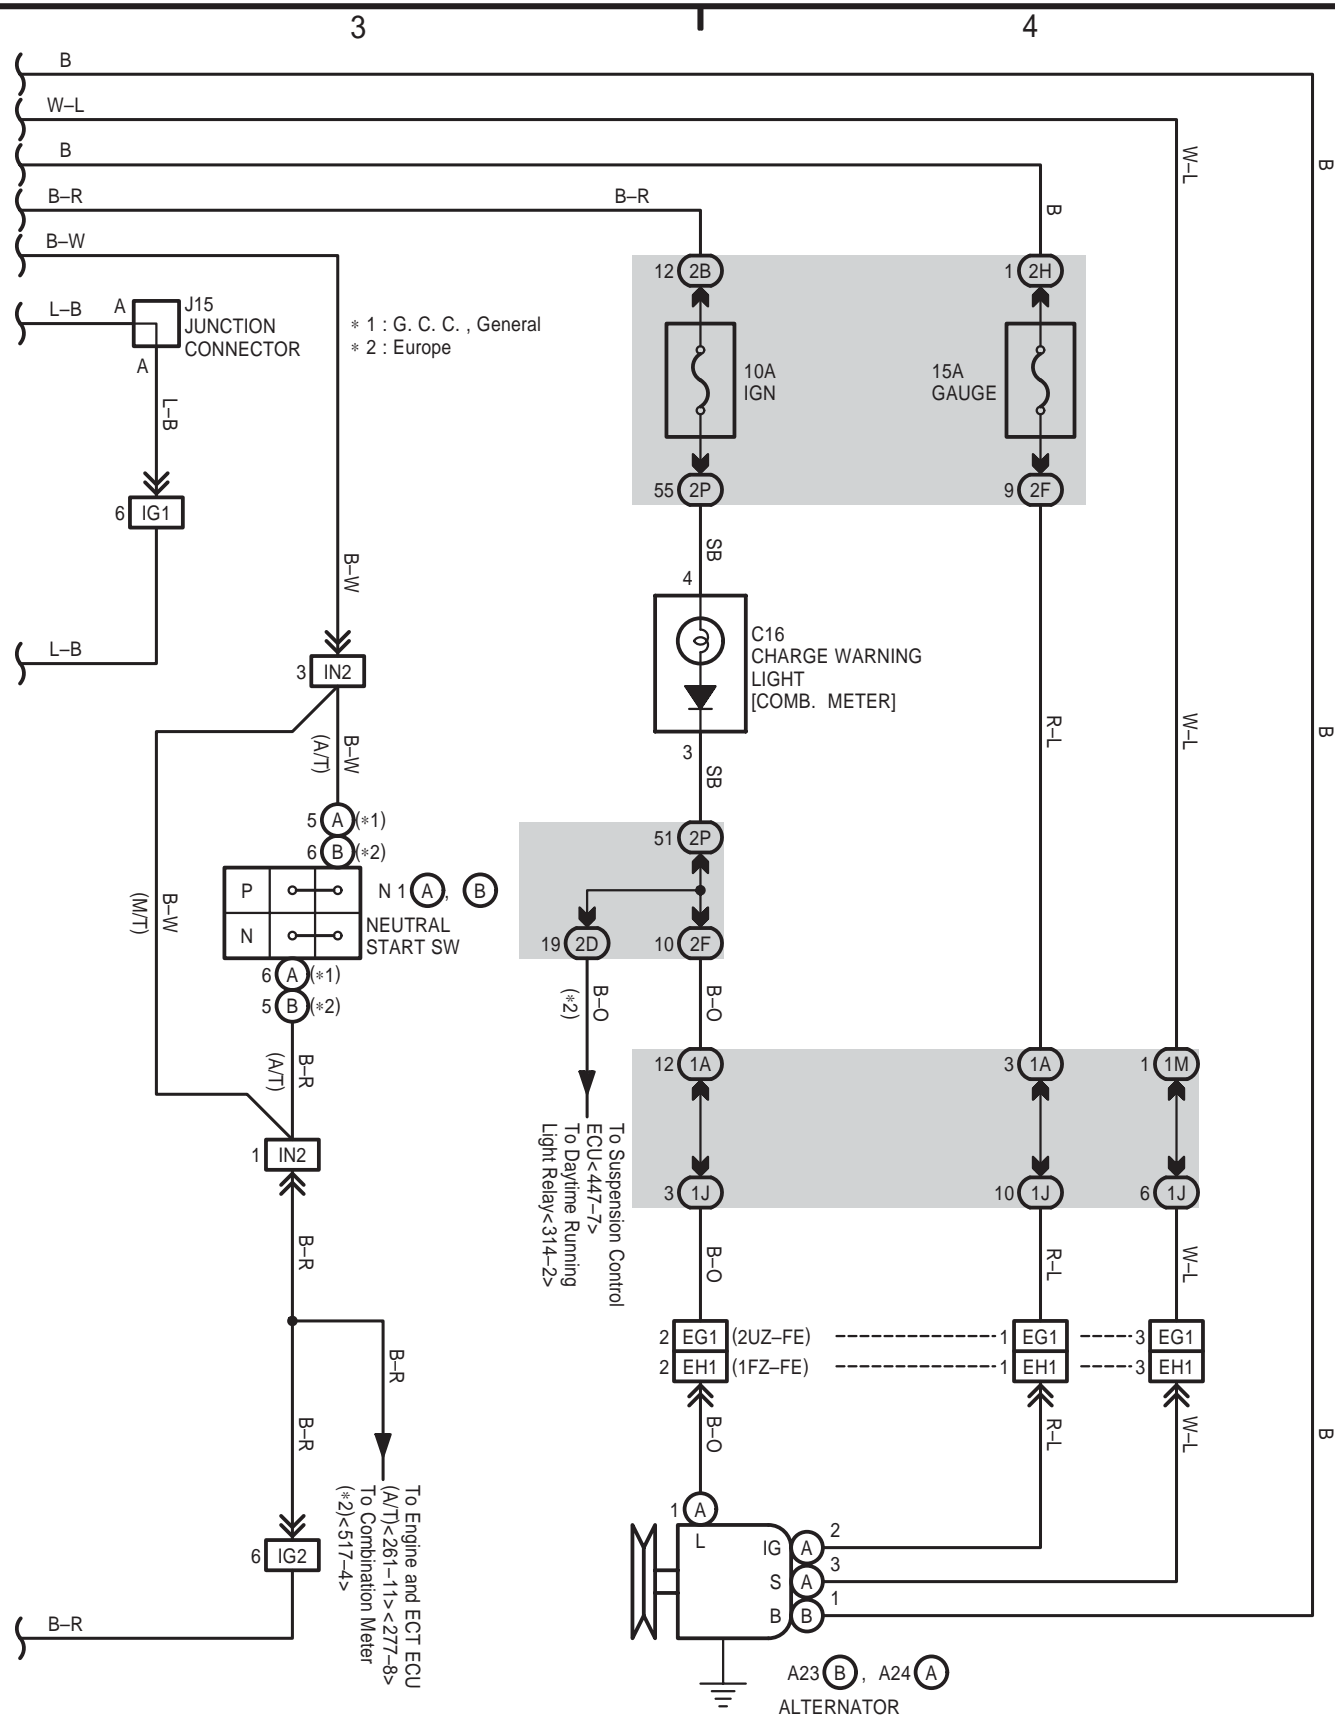 3
4
B
W–L
B
B–R
B–R
B–W
W–L
B
B
12 2B
1 2H
L–B
A
J15
JUNCTION
CONNECTOR
A
∗ 1 : G. C. C. , General
∗ 2 : Europe
10A
IGN
15A
GAUGE
L–B
55 2P
9 2F
6 IG1
SB
B–W
4
C16
CHARGE WARNING
LIGHT
[COMB. METER]
L–B
3 IN2
R–L
W–L
B
B–W
(A/T)
3
SB
5 A (∗1)
6 B (∗2)
51 2P
P
N 1 A , B
N
NEUTRAL
START SW
B–W
(M/T)
19 2D
10 2F
6 A (∗1)
5 B (∗2)
B–O
(∗2)
B–O
B–R
(A/T)
12 1A
3 1A
1 1M
To Suspension Control
ECU<447–7>
To Daytime Running
Light Relay<314–2>
1 IN2
3 1J
10 1J
6 1J
B–R
B–O
R–L
W–L
2 EG1 (2UZ–FE)
1 EG1
3 EG1
2 EH1 (1FZ–FE)
1 EH1
3 EH1
B–R
B–R
B–O
R–L
W–L
B
To Engine and ECT ECU
(A/T)<261–11><277–8>
To Combination Meter
(∗2)<517–4>
1 A
L
IG A 2
6 IG2
S A 3
B B 1
B–R
A23 B , A24 A
ALTERNATOR